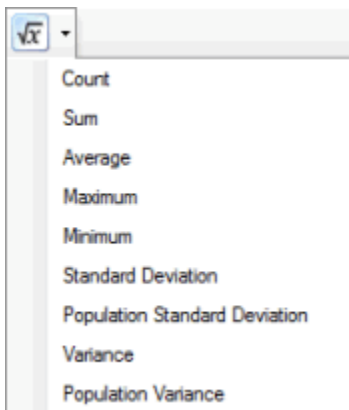 √x
Count
Sum
Average
Maximum
Minimum
Standard Deviation
Population Standard Deviation
Variance
Population Variance